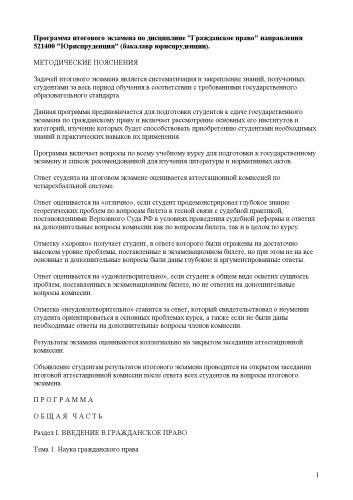 Программа итогового экзамена по дисциплине "Гражданское право" направления
521400 "Юриспруденция" (бакалавр юриспруденции).
МЕТОДИЧЕСКИЕ ПОЯСНЕНИЯ
Задачей итогового экзамена является систематизация и закрепление знаний, полученных
студентами за весь период обучения в соответствии с требованиями государственного
образовательного стандарта.
Данная программа предназначается для подготовки студентов к сдаче государственного
экзамена по гражданскому праву и включает рассмотрение основных его институтов и
категорий, изучение которых будет способствовать приобретению студентами необходимых
знаний и практических навыков их применения.
Программа включает вопросы по всему учебному курсу для подготовки к государственному
экзамену и список рекомендованной для изучения литературы и нормативных актов.
Ответ студента на итоговом экзамене оценивается аттестационной комиссией по
четырехбалльной системе.
Ответ оценивается на «отлично», если студент продемонстрировал глубокое знание
теоретических проблем по вопросам билета в тесной связи с судебной практикой,
постановлениями Верховного Суда РФ в условиях проведения судебной реформы и ответил
на дополнительные вопросы комиссии как по вопросам билета, так и в целом по курсу.
Отметку «хорошо» получает студент, в ответе которого были отражены на достаточно
высоком уровне проблемы, поставленные в экзаменационном билете, но при этом не на все
основные и дополнительные вопросы были даны глубокие и аргументированные ответы.
Ответ оценивается на «удовлетворительно», если студент в общем виде осветил сущность
проблем, поставленных в экзаменационном билете, но не ответил на дополнительные
вопросы комиссии.
Отметка «неудовлетворительно» ставится за ответ, который свидетельствовал о неумении
студента ориентироваться в основных проблемах курса, а также если не были даны
необходимые ответы на дополнительные вопросы членов комиссии.
Результаты экзамена оцениваются коллегиально на закрытом заседании аттестационной
комиссии.
Объявление студентам результатов итогового экзамена проводится на открытом заседании
итоговой аттестационной комиссии после ответа всех студентов на вопросы итогового
экзамена.
П Р О Г Р А М М А
О Б Щ А Я Ч А С Т Ь
Раздел I. ВВЕДЕНИЕ В ГРАЖДАНСКОЕ ПРАВО
Тема 1. Наука гражданского права
1